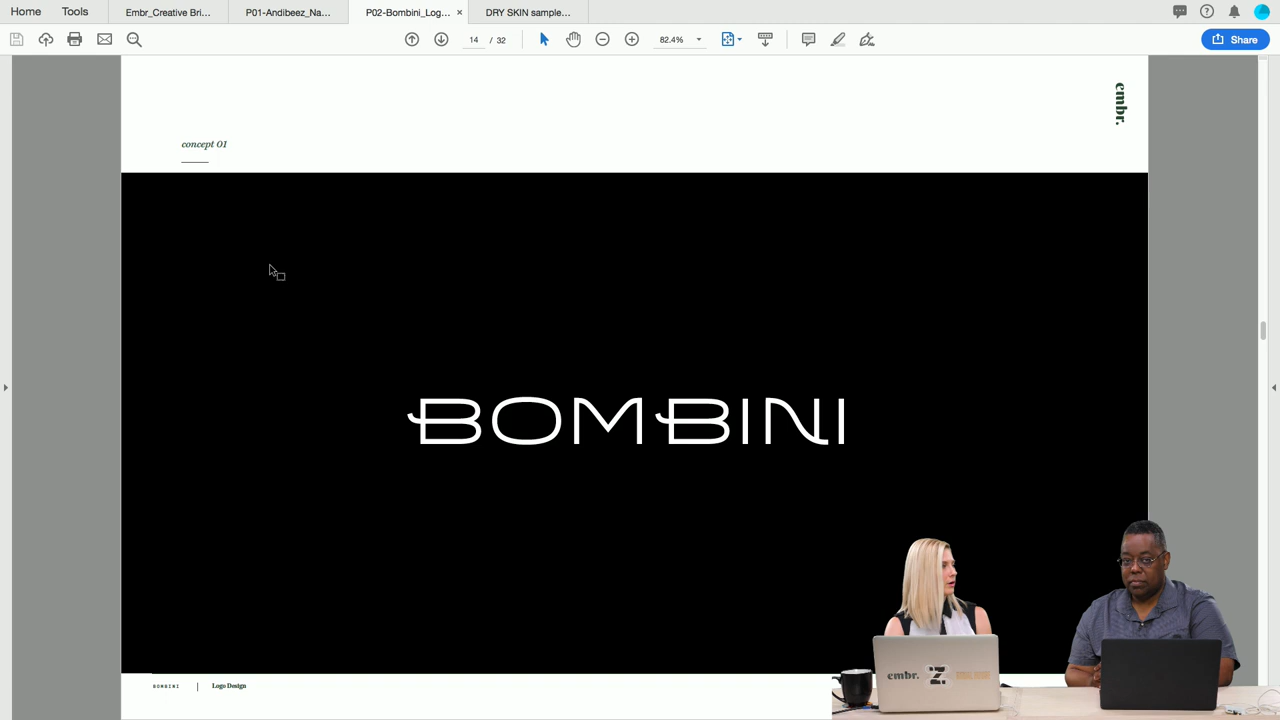 Home Tools Embr_Creative Bri... P01-Andibeez_Na... P02-Bombini_Log... × DRY SKIN sample...
14 / 32 82.4% Share
embr.
concept 01
BOMBINI
BOMBINI | Logo Design
embr. Z